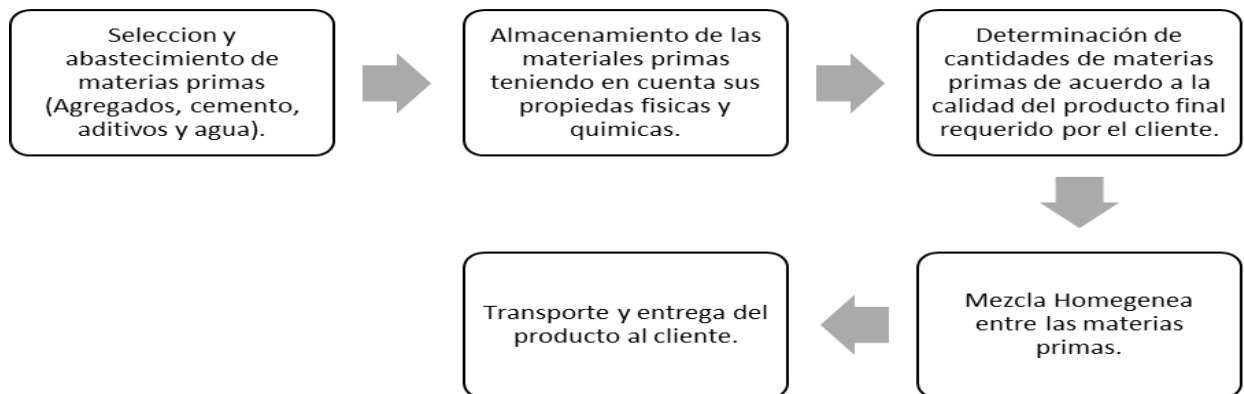 Seleccion y
abastecimiento de
materias primas
(Agregados, cemento,
aditivos y agua).
Almacenamiento de las
materiales primas
teniendo en cuenta sus
propiedas fisicas y
quimicas.
Determinación de
cantidades de materias
primas de acuerdo a la
calidad del producto final
requerido por el cliente.
Mezcla Homegenea
entre las materias
primas.
Transporte y entrega del
producto al cliente.